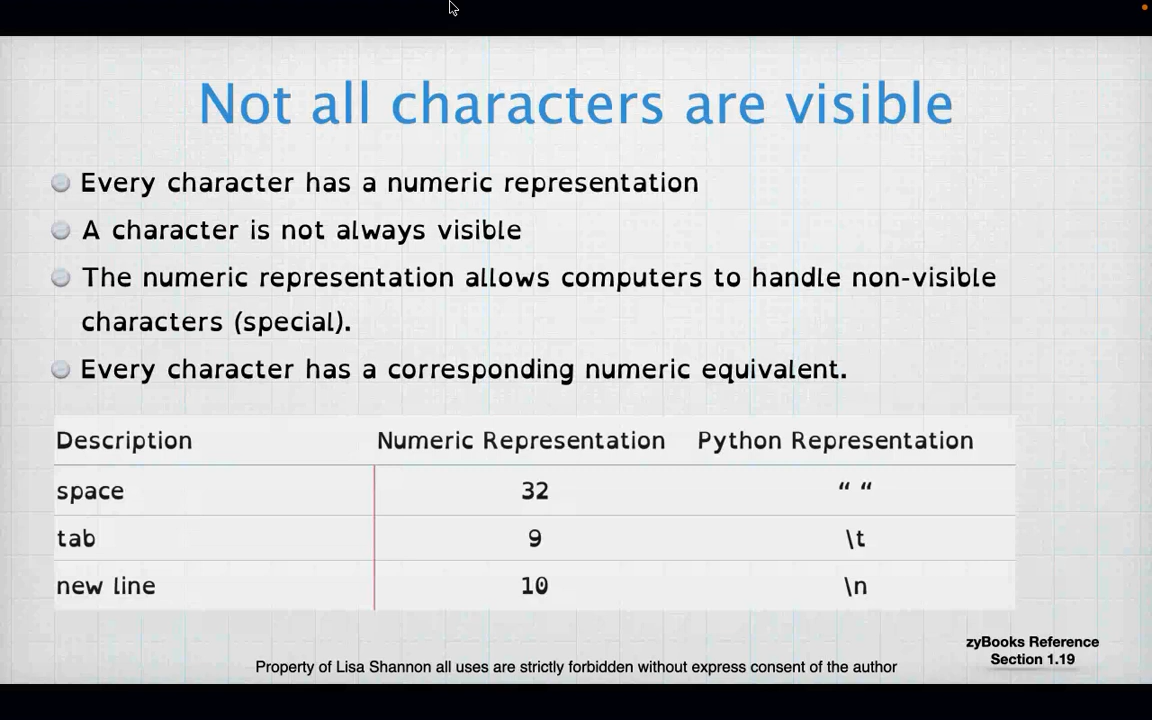 Not all characters are visible
Every character has a numeric representation
A character is not always visible
The numeric representation allows computers to handle non-visible
characters (special).
Every character has a corresponding numeric equivalent.
Description Numeric Representation Python Representation
space 32 “ “
tab 9 \t
new line 10 \n
zyBooks Reference
Section 1.19
Property of Lisa Shannon all uses are strictly forbidden without express consent of the author